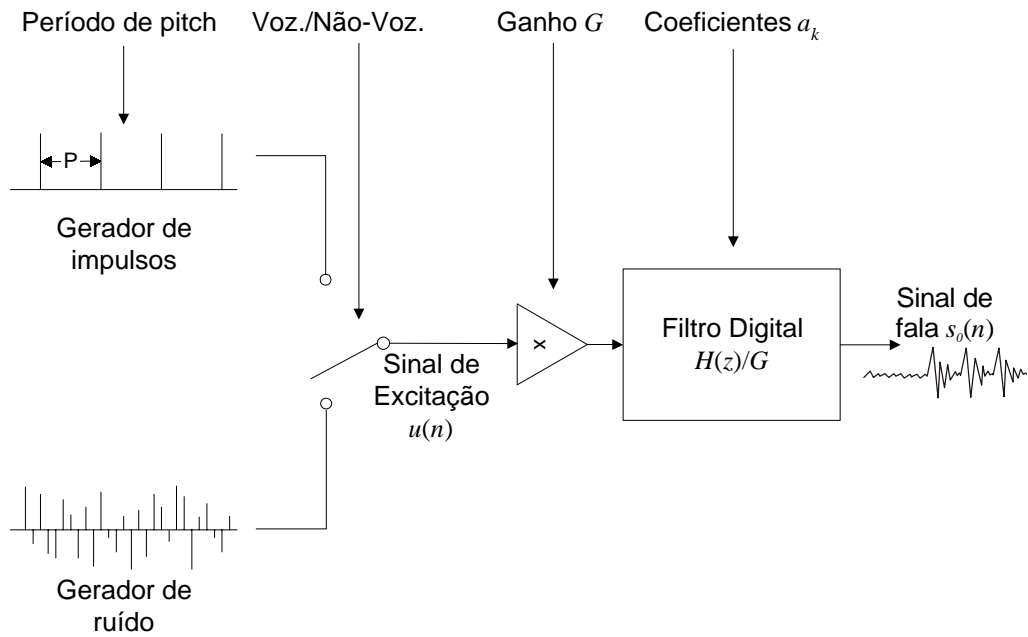 Período de pitch
Voz./Não-Voz.
Ganho G
Coeficientes a_k
P
Gerador de
impulsos
x
Filtro Digital
H(z)/G
Sinal de
fala s_0(n)
Sinal de
Excitação
u(n)
Gerador de
ruído